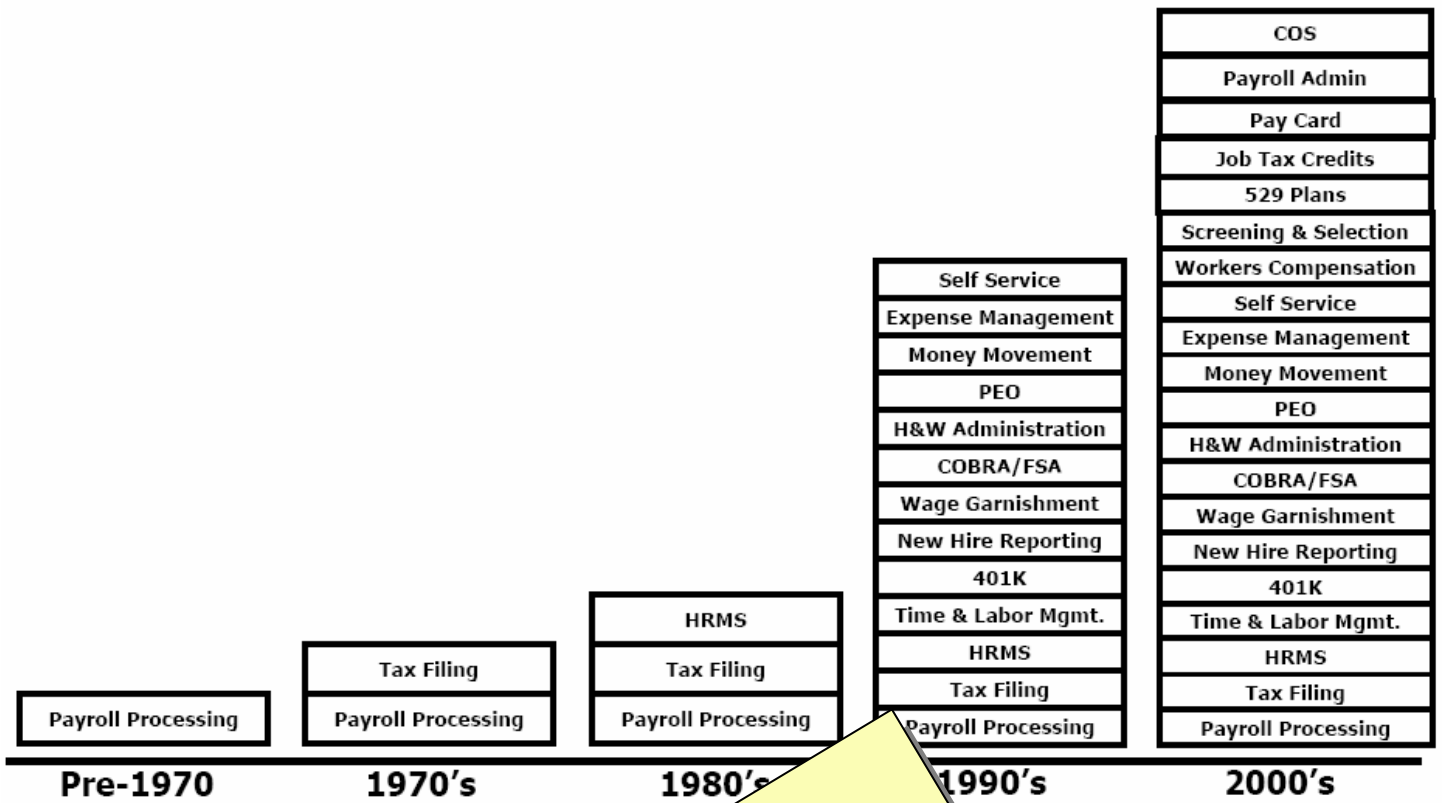 COS
Payroll Admin
Pay Card
Job Tax Credits
529 Plans
Screening & Selection
Workers Compensation
Self Service
Expense Management
Money Movement
PEO
H&W Administration
COBRA/FSA
Wage Garnishment
New Hire Reporting
401K
Time & Labor Mgmt.
HRMS
Tax Filing
Payroll Processing
Self Service
Expense Management
Money Movement
PEO
H&W Administration
COBRA/FSA
Wage Garnishment
New Hire Reporting
401K
Time & Labor Mgmt.
HRMS
Tax Filing
Payroll Processing
HRMS
Tax Filing
Payroll Processing
Tax Filing
Payroll Processing
Payroll Processing
Pre-1970 1970's 1980's 1990's 2000's